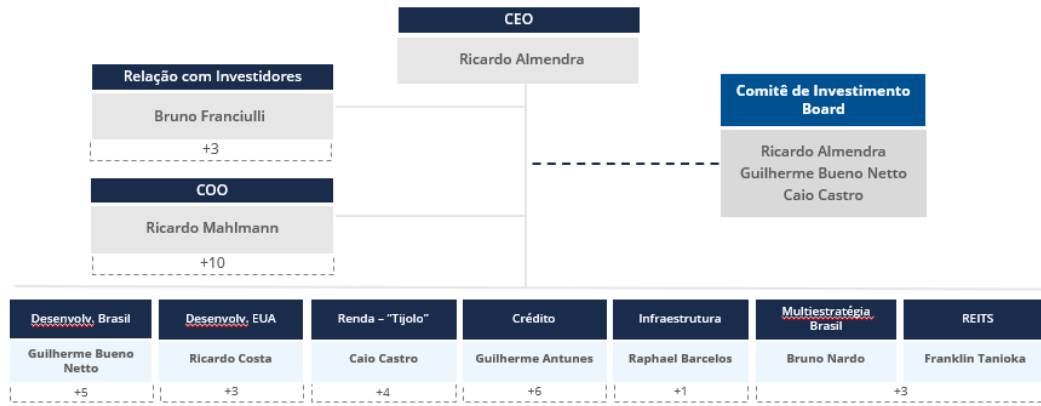 CEO
Ricardo Almendra
Relação com Investidores
Bruno Franciulli
+3
COO
Ricardo Mahlmann
+10
Comitê de Investimento
Board
Ricardo Almendra
Guilherme Bueno Netto
Caio Castro
Desenvolv. Brasil
Guilherme Bueno
Netto
+5
Desenvolv. EUA
Ricardo Costa
+3
Renda – "Tijolo"
Caio Castro
+4
Crédito
Guilherme Antunes
+6
Infraestrutura
Raphael Barcelos
+1
Multiestratégia
Brasil
Bruno Nardo
REITS
Franklin Tanioka
+3